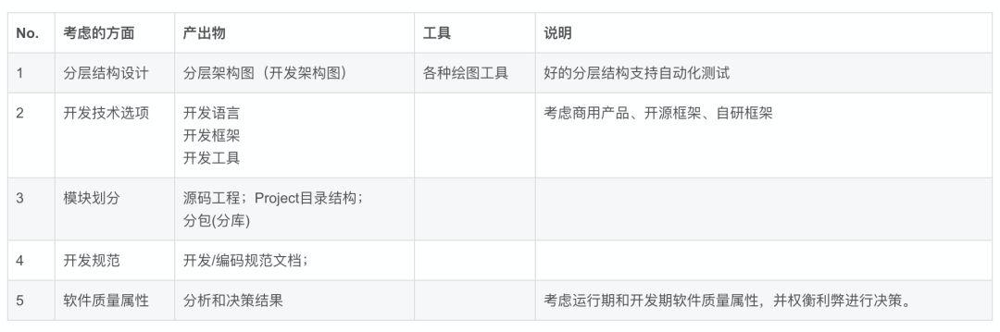 No. 考虑的方面 产出物 工具 说明
1 分层结构设计 分层架构图（开发架构图） 各种绘图工具 好的分层结构支持自动化测试
2 开发技术选项 开发语言 考虑商用产品、开源框架、自研框架
开发框架
开发工具
3 模块划分 源码工程；Project目录结构；
分包(分库)
4 开发规范 开发/编码规范文档；
5 软件质量属性 分析和决策结果 考虑运行期和开发期软件质量属性，并权衡利弊进行决策。